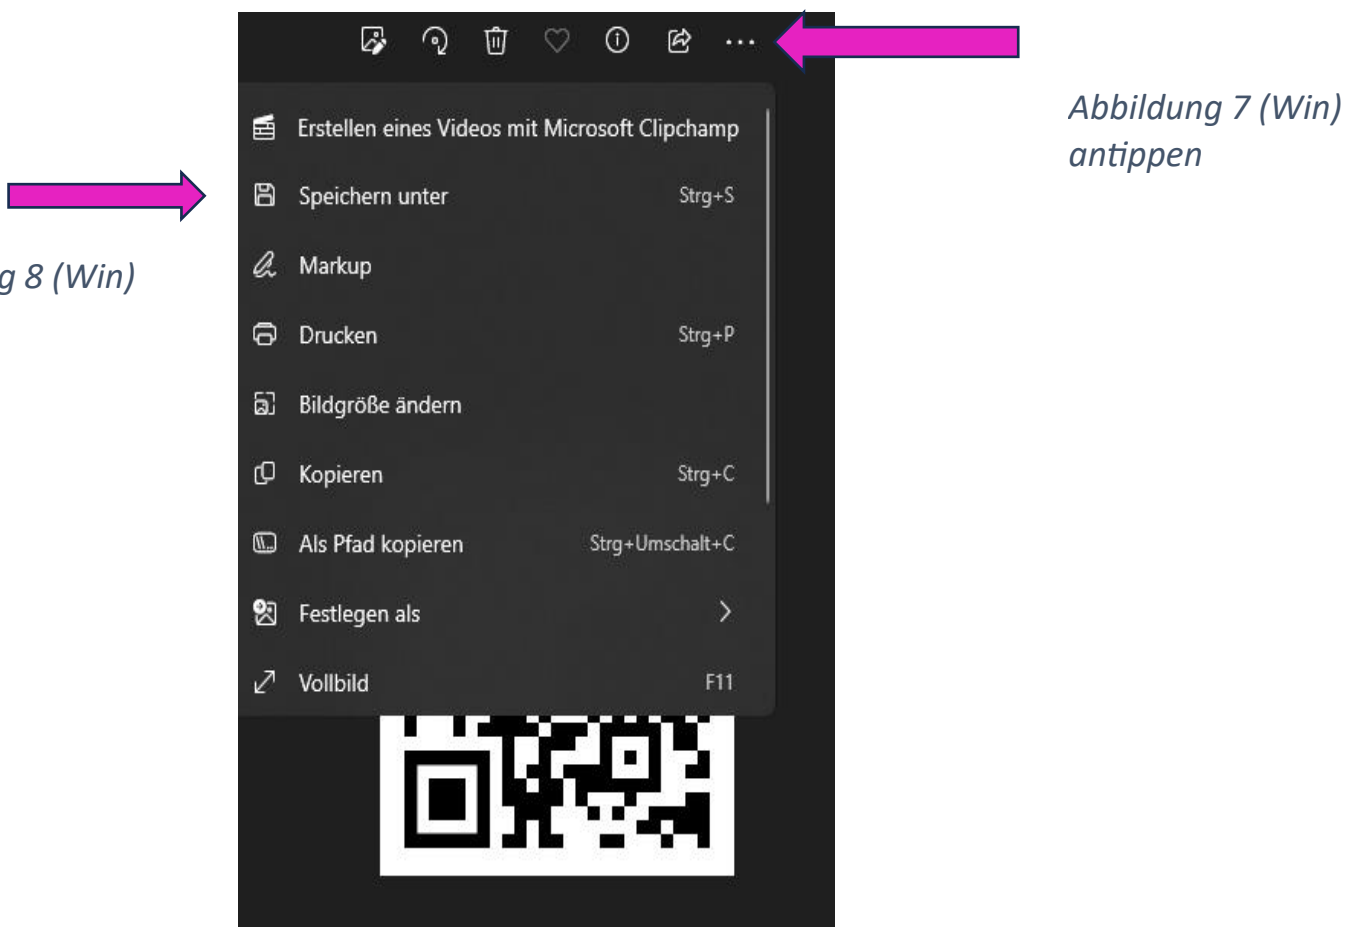 Abbildung 7 (Win)
antippen
Erstellen eines Videos mit Microsoft Clipchamp
Speichern unter Strg+S
g 8 (Win)
Markup
Drucken Strg+P
Bildgröße ändern
Kopieren Strg+C
Als Pfad kopieren Strg+Umschalt+C
Festlegen als
Vollbild F11